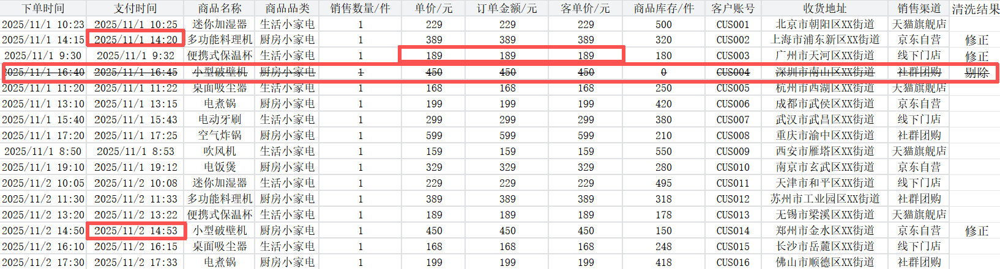 下单时间 支付时间 商品名称 商品品类 销售数量/件 单价/元 订单金额/元 客单价/元 商品库存/件 客户账号 收货地址 销售渠道 清洗结果
2025/11/1 10:23 2025/11/1 10:25 迷你加湿器 生活小家电 1 229 229 229 500 CUS001 北京市朝阳区XX街道 天猫旗舰店
2025/11/1 14:15 2025/11/1 14:20 多功能料理机 厨房小家电 1 389 389 389 320 CUS002 上海市浦东新区XX街道 京东自营 修正
2025/11/1 9:30 2025/11/1 9:32 便携式保温杯 生活小家电 1 189 189 189 180 CUS003 广州市天河区XX街道 线下门店 修正
2025/11/1 16:40 2025/11/1 16:45 小型破壁机 厨房小家电 1 450 450 450 0 CUS004 深圳市南山区XX街道 社群团购 剔除
2025/11/1 11:20 2025/11/1 11:22 桌面吸尘器 生活小家电 1 168 168 168 250 CUS005 杭州市西湖区XX街道 天猫旗舰店
2025/11/1 13:10 2025/11/1 13:15 电煮锅 厨房小家电 1 199 199 199 420 CUS006 成都市武侯区XX街道 京东自营
2025/11/1 15:40 2025/11/1 15:43 电动牙刷 生活小家电 1 299 299 299 380 CUS007 武汉市武昌区XX街道 线下门店
2025/11/1 17:20 2025/11/1 17:25 空气炸锅 厨房小家电 1 599 599 599 210 CUS008 重庆市渝中区XX街道 社群团购
2025/11/1 8:50 2025/11/1 8:53 吹风机 生活小家电 1 159 159 159 550 CUS009 西安市雁塔区XX街道 天猫旗舰店
2025/11/1 19:10 2025/11/1 19:12 电饭煲 厨房小家电 1 329 329 329 280 CUS010 南京市玄武区XX街道 京东自营
2025/11/2 10:05 2025/11/2 10:08 迷你加湿器 生活小家电 1 229 229 229 495 CUS011 天津市和平区XX街道 线下门店
2025/11/2 11:30 2025/11/2 11:33 多功能料理机 厨房小家电 1 389 389 389 318 CUS012 苏州市工业园区XX街道 社群团购
2025/11/2 13:20 2025/11/2 13:22 便携式保温杯 生活小家电 1 189 189 189 178 CUS013 无锡市梁溪区XX街道 天猫旗舰店
2025/11/2 14:50 2025/11/2 14:53 小型破壁机 厨房小家电 1 450 450 450 150 CUS014 郑州市金水区XX街道 京东自营 修正
2025/11/2 16:10 2025/11/2 16:15 桌面吸尘器 生活小家电 1 168 168 168 248 CUS015 长沙市岳麓区XX街道 线下门店
2025/11/2 17:30 2025/11/2 17:33 电煮锅 厨房小家电 1 199 199 199 418 CUS016 佛山市顺德区XX街道 社群团购